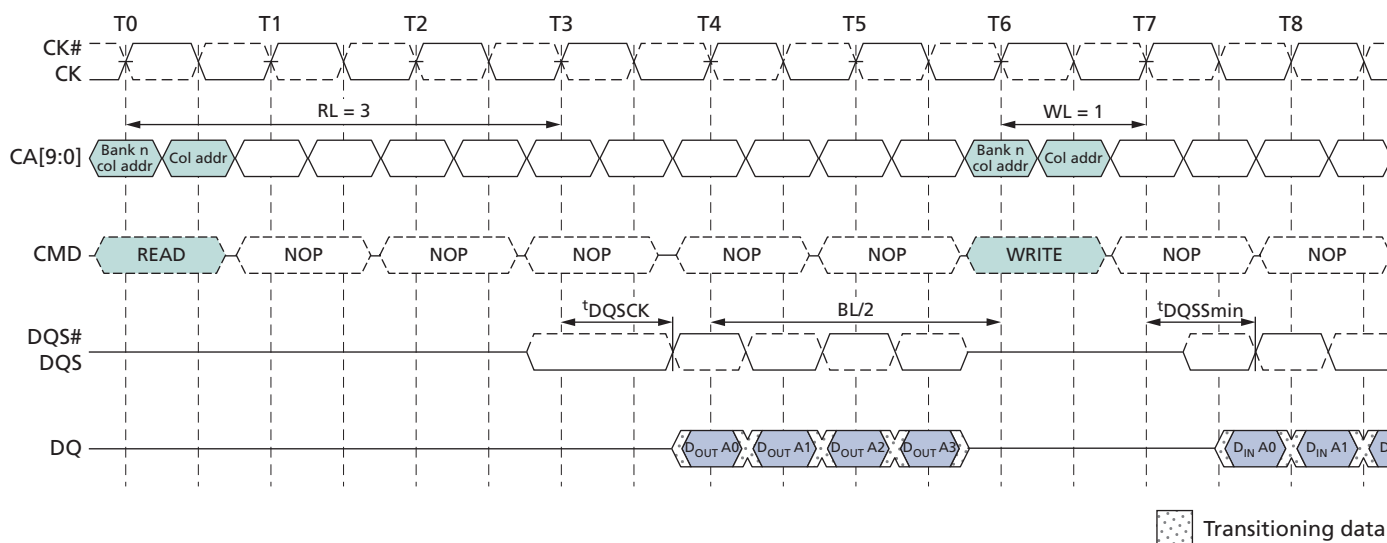 T0 T1 T2 T3 T4 T5 T6 T7 T8
CK#
CK
RL = 3 WL = 1
CA[9:0] Bank n col addr Col addr Bank n col addr Col addr
CMD READ NOP NOP NOP NOP NOP WRITE NOP NOP
tDQSCK BL/2 tDQSSmin
DQS#
DQS
DQ DOUT A0 DOUT A1 DOUT A2 DOUT A3 DIN A0 DIN A1 D
Transitioning data